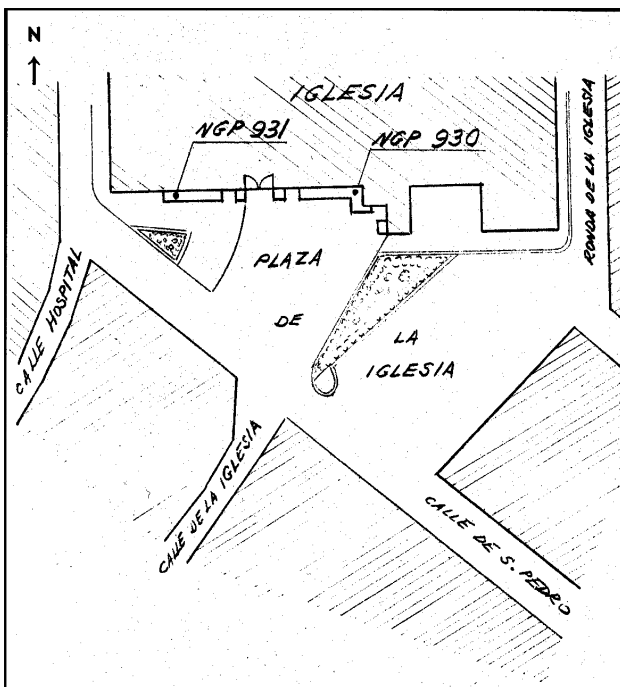 N
IGLESIA
NGP 931
NGP 930
RONDA DE LA IGLESIA
PLAZA
DE
LA
IGLESIA
CALLE HOSPITAL
CALLE DE LA IGLESIA
CALLE DE S. PEDRO